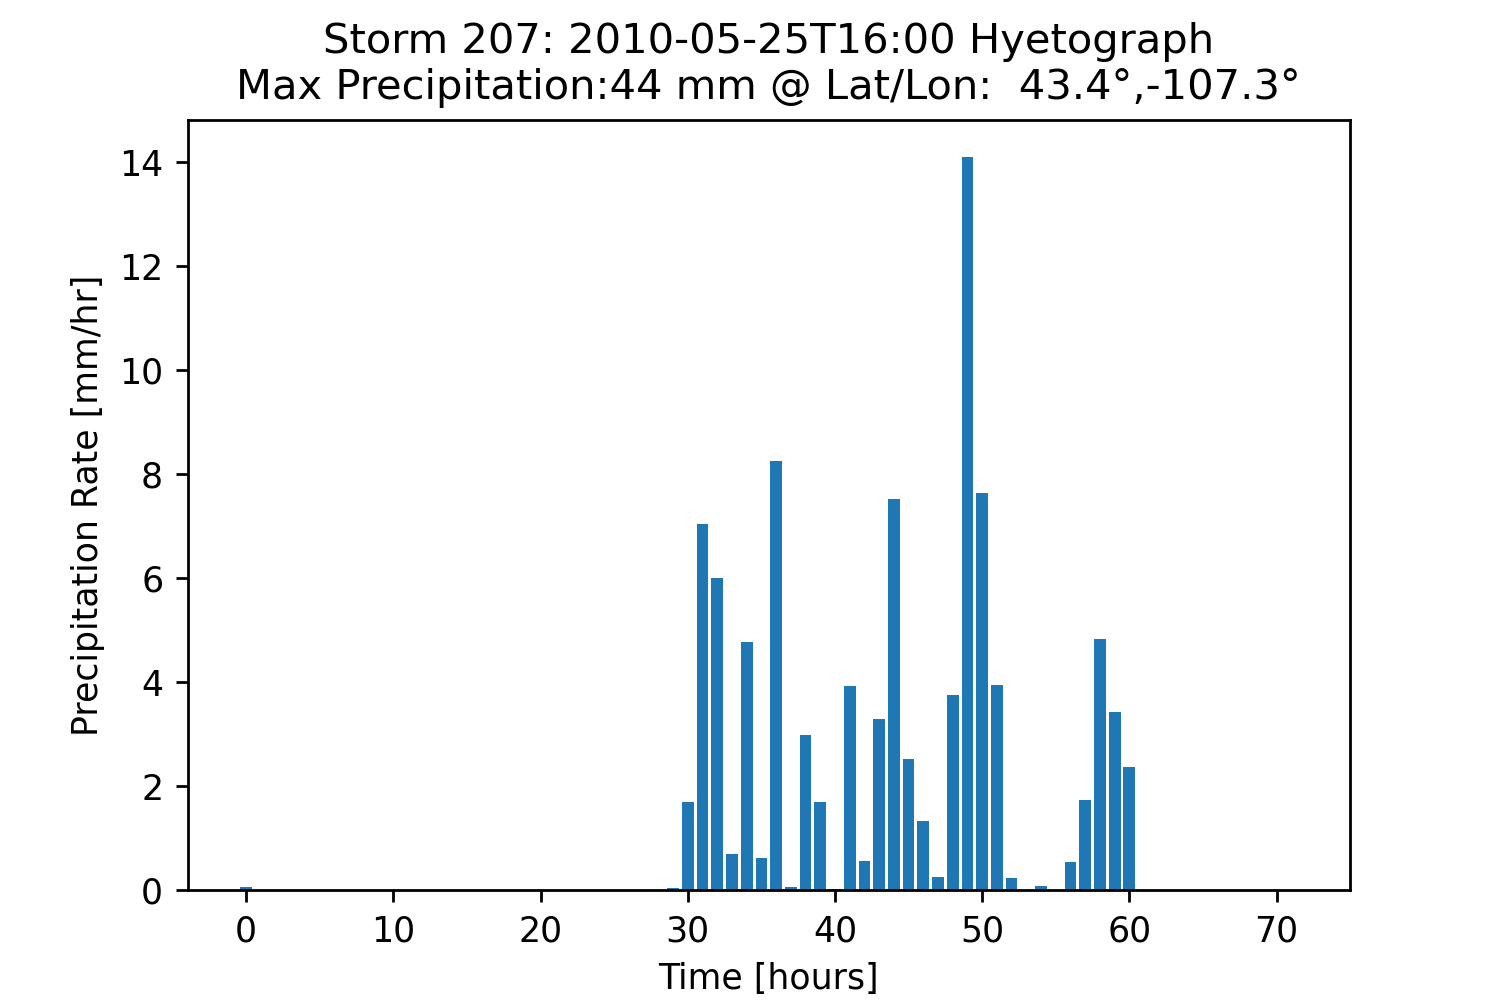 Storm 207: 2010-05-25T16:00 Hyetograph
Max Precipitation:44 mm @ Lat/Lon:  43.4°,-107.3°
14
12
10
8
6
4
2
0
Precipitation Rate [mm/hr]
0 10 20 30 40 50 60 70
Time [hours]